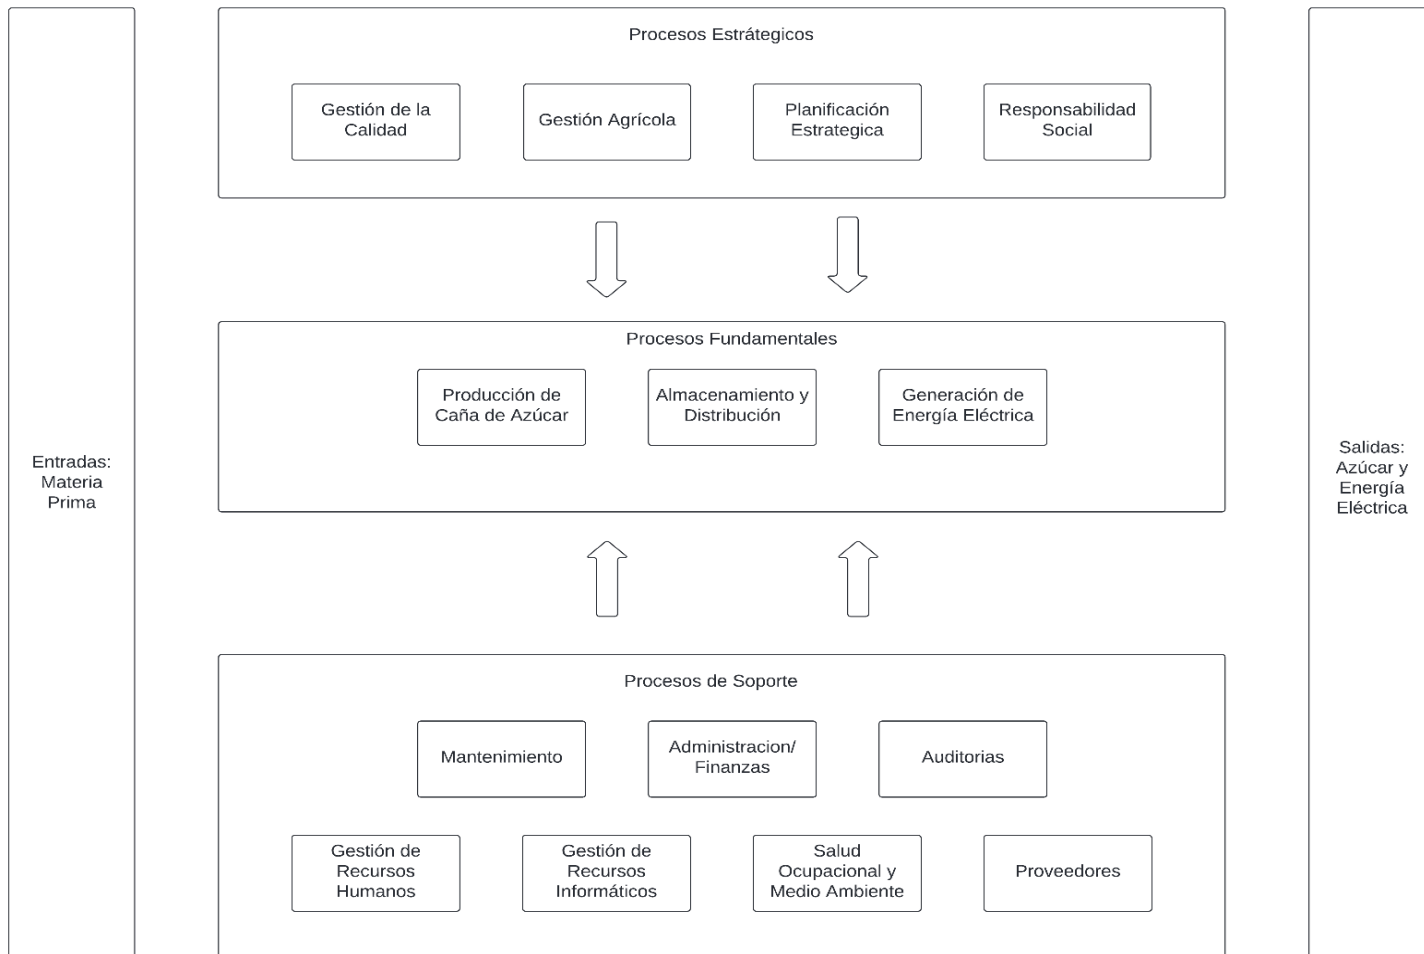 Procesos Estrátegicos
Gestión de la
Calidad
Gestión Agrícola
Planificación
Estrategica
Responsabilidad
Social
Procesos Fundamentales
Producción de
Caña de Azúcar
Almacenamiento y
Distribución
Generación de
Energía Eléctrica
Entradas:
Materia
Prima
Salidas:
Azúcar y
Energía
Eléctrica
Procesos de Soporte
Mantenimiento
Administracion/
Finanzas
Auditorias
Gestión de
Recursos
Humanos
Gestión de
Recursos
Informáticos
Salud
Ocupacional y
Medio Ambiente
Proveedores